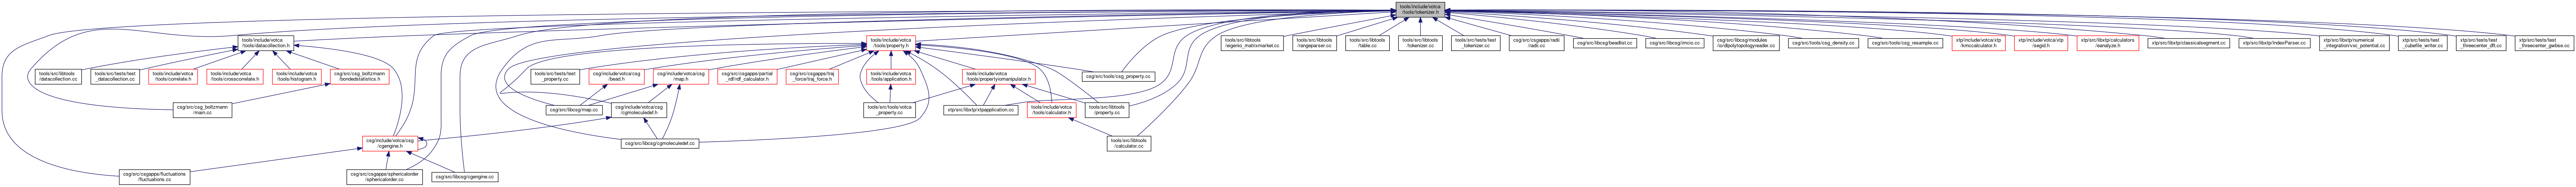 tools/include/votca
/tools/tokenizer.h
tools/include/votca
/tools/datacollection.h
tools/include/votca
/tools/property.h
tools/src/libtools
/eigenio_matrixmarket.cc
tools/src/libtools
/rangeparser.cc
tools/src/libtools
/table.cc
tools/src/libtools
/tokenizer.cc
tools/src/tests/test
_tokenizer.cc
csg/src/csgapps/radii
/radii.cc
csg/src/libcsg/beadlist.cc
csg/src/libcsg/imcio.cc
csg/src/libcsg/modules
/io/dlpolytopologyreader.cc
csg/src/tools/csg_density.cc
csg/src/tools/csg_resample.cc
xtp/include/votca/xtp
/kmccalculator.h
xtp/include/votca/xtp
/segid.h
xtp/src/libxtp/calculators
/eanalyze.h
xtp/src/libxtp/classicalsegment.cc
xtp/src/libxtp/IndexParser.cc
xtp/src/libxtp/numerical
_integration/vxc_potential.cc
xtp/src/tests/test
_cubefile_writer.cc
xtp/src/tests/test
_threecenter_dft.cc
xtp/src/tests/test
_threecenter_gwbse.cc
tools/src/libtools
/datacollection.cc
tools/src/tests/test
_datacollection.cc
tools/include/votca
/tools/correlate.h
tools/include/votca
/tools/crosscorrelate.h
tools/include/votca
/tools/histogram.h
csg/src/csg_boltzmann
/bondedstatistics.h
tools/src/tests/test
_property.cc
csg/include/votca/csg
/bead.h
csg/include/votca/csg
/map.h
csg/src/csgapps/partial
_rdf/rdf_calculator.h
csg/src/csgapps/traj
_force/traj_force.h
tools/include/votca
/tools/application.h
tools/include/votca
/tools/propertyiomanipulator.h
csg/src/tools/csg_property.cc
csg/src/csg_boltzmann
/main.cc
csg/src/libcsg/map.cc
csg/include/votca/csg
/cgmoleculedef.h
tools/src/tools/votca
_property.cc
xtp/src/libxtp/xtpapplication.cc
tools/include/votca
/tools/calculator.h
tools/src/libtools
/property.cc
csg/include/votca/csg
/cgengine.h
csg/src/libcsg/cgmoleculedef.cc
tools/src/libtools
/calculator.cc
csg/src/csgapps/fluctuations
/fluctuations.cc
csg/src/csgapps/sphericalorder
/sphericalorder.cc
csg/src/libcsg/cgengine.cc